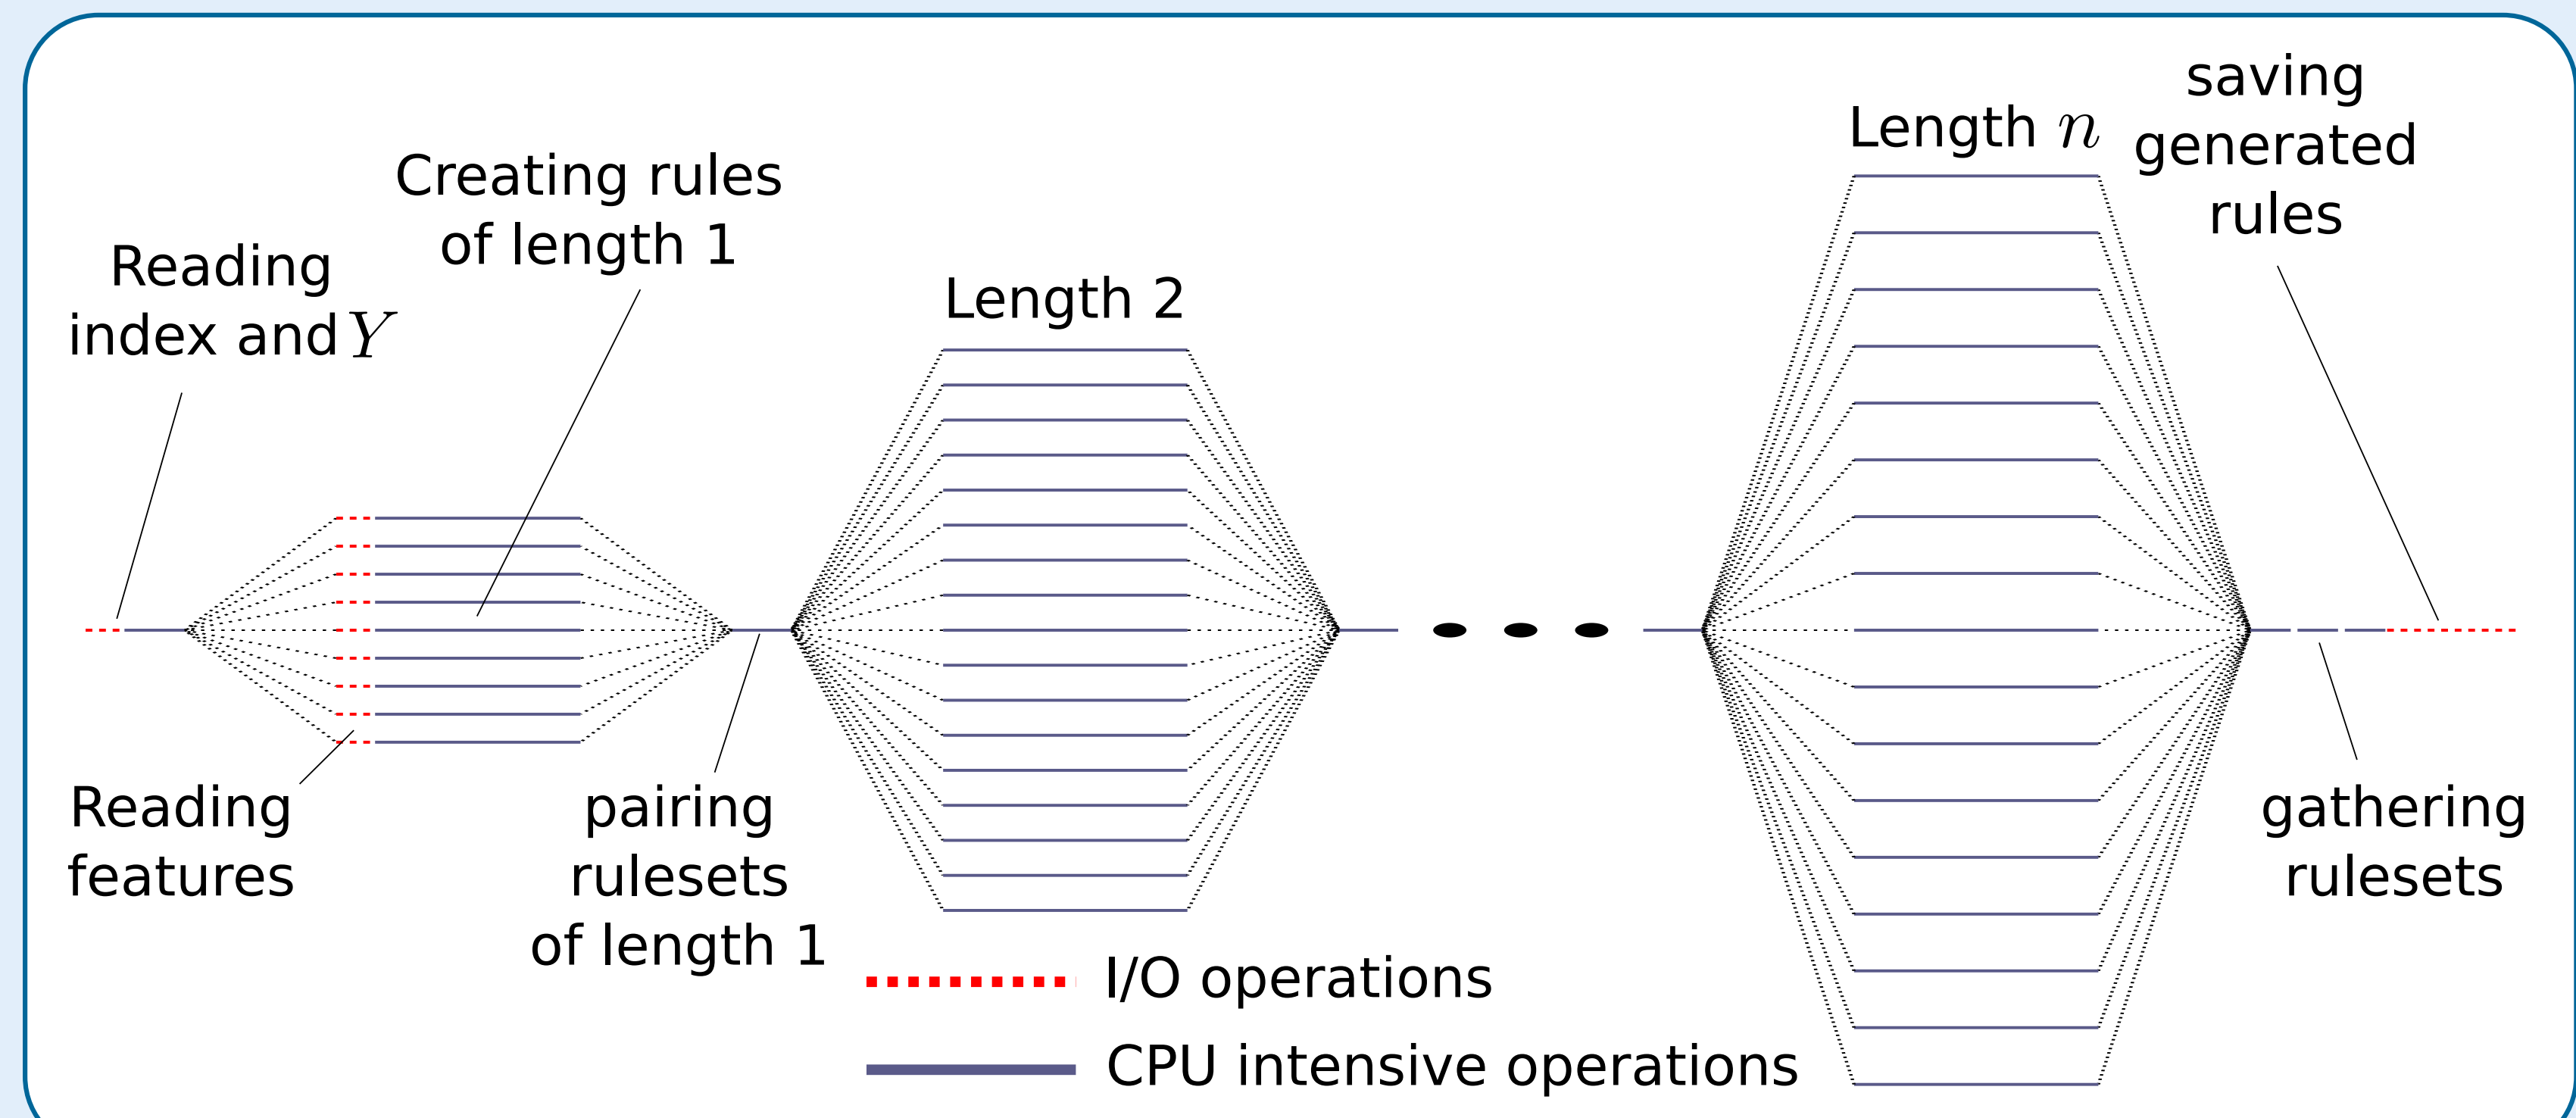 Reading
index and Y
Creating rules
of length 1
Length 2
Length n
saving
generated
rules
Reading
features
pairing
rulesets
of length 1
gathering
rulesets
I/O operations
CPU intensive operations